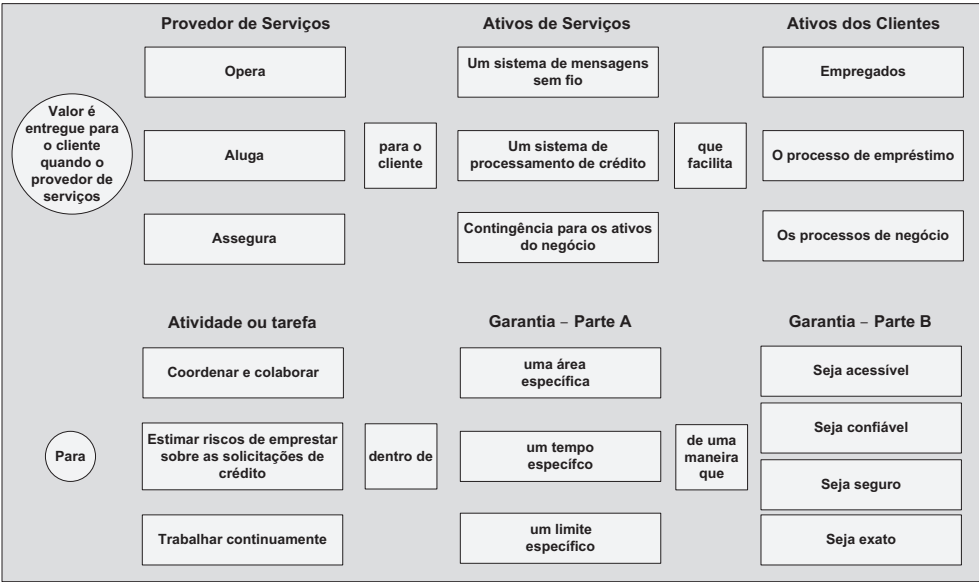 Provedor de Serviços
Ativos de Serviços
Ativos dos Clientes
Valor é
entregue para
o cliente
quando o
provedor de
serviços
Opera
Aluga
Assegura
para o
cliente
Um sistema de mensagens
sem fio
Um sistema de
processamento de crédito
Contingência para os ativos
do negócio
que
facilita
Empregados
O processo de empréstimo
Os processos de negócio
Atividade ou tarefa
Garantia – Parte A
Garantia – Parte B
Para
Coordenar e colaborar
Estimar riscos de emprestar
sobre as solicitações de
crédito
Trabalhar continuamente
dentro de
uma área
específica
um tempo
específco
um limite
específico
de uma
maneira
que
Seja acessível
Seja confiável
Seja seguro
Seja exato